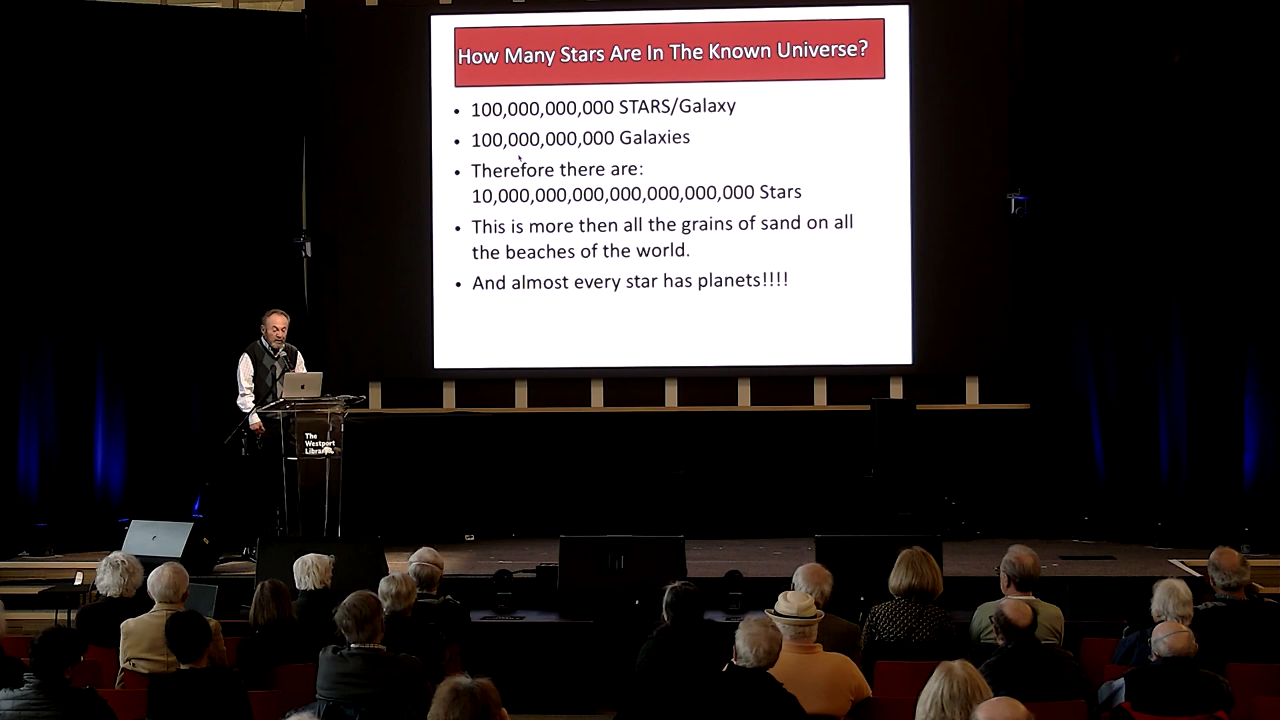 How Many Stars Are In The Known Universe?
• 100,000,000,000 STARS/Galaxy
• 100,000,000,000 Galaxies
• Therefore there are:
10,000,000,000,000,000,000,000 Stars
• This is more then all the grains of sand on all
the beaches of the world.
• And almost every star has planets!!!!
The
Westport
Library